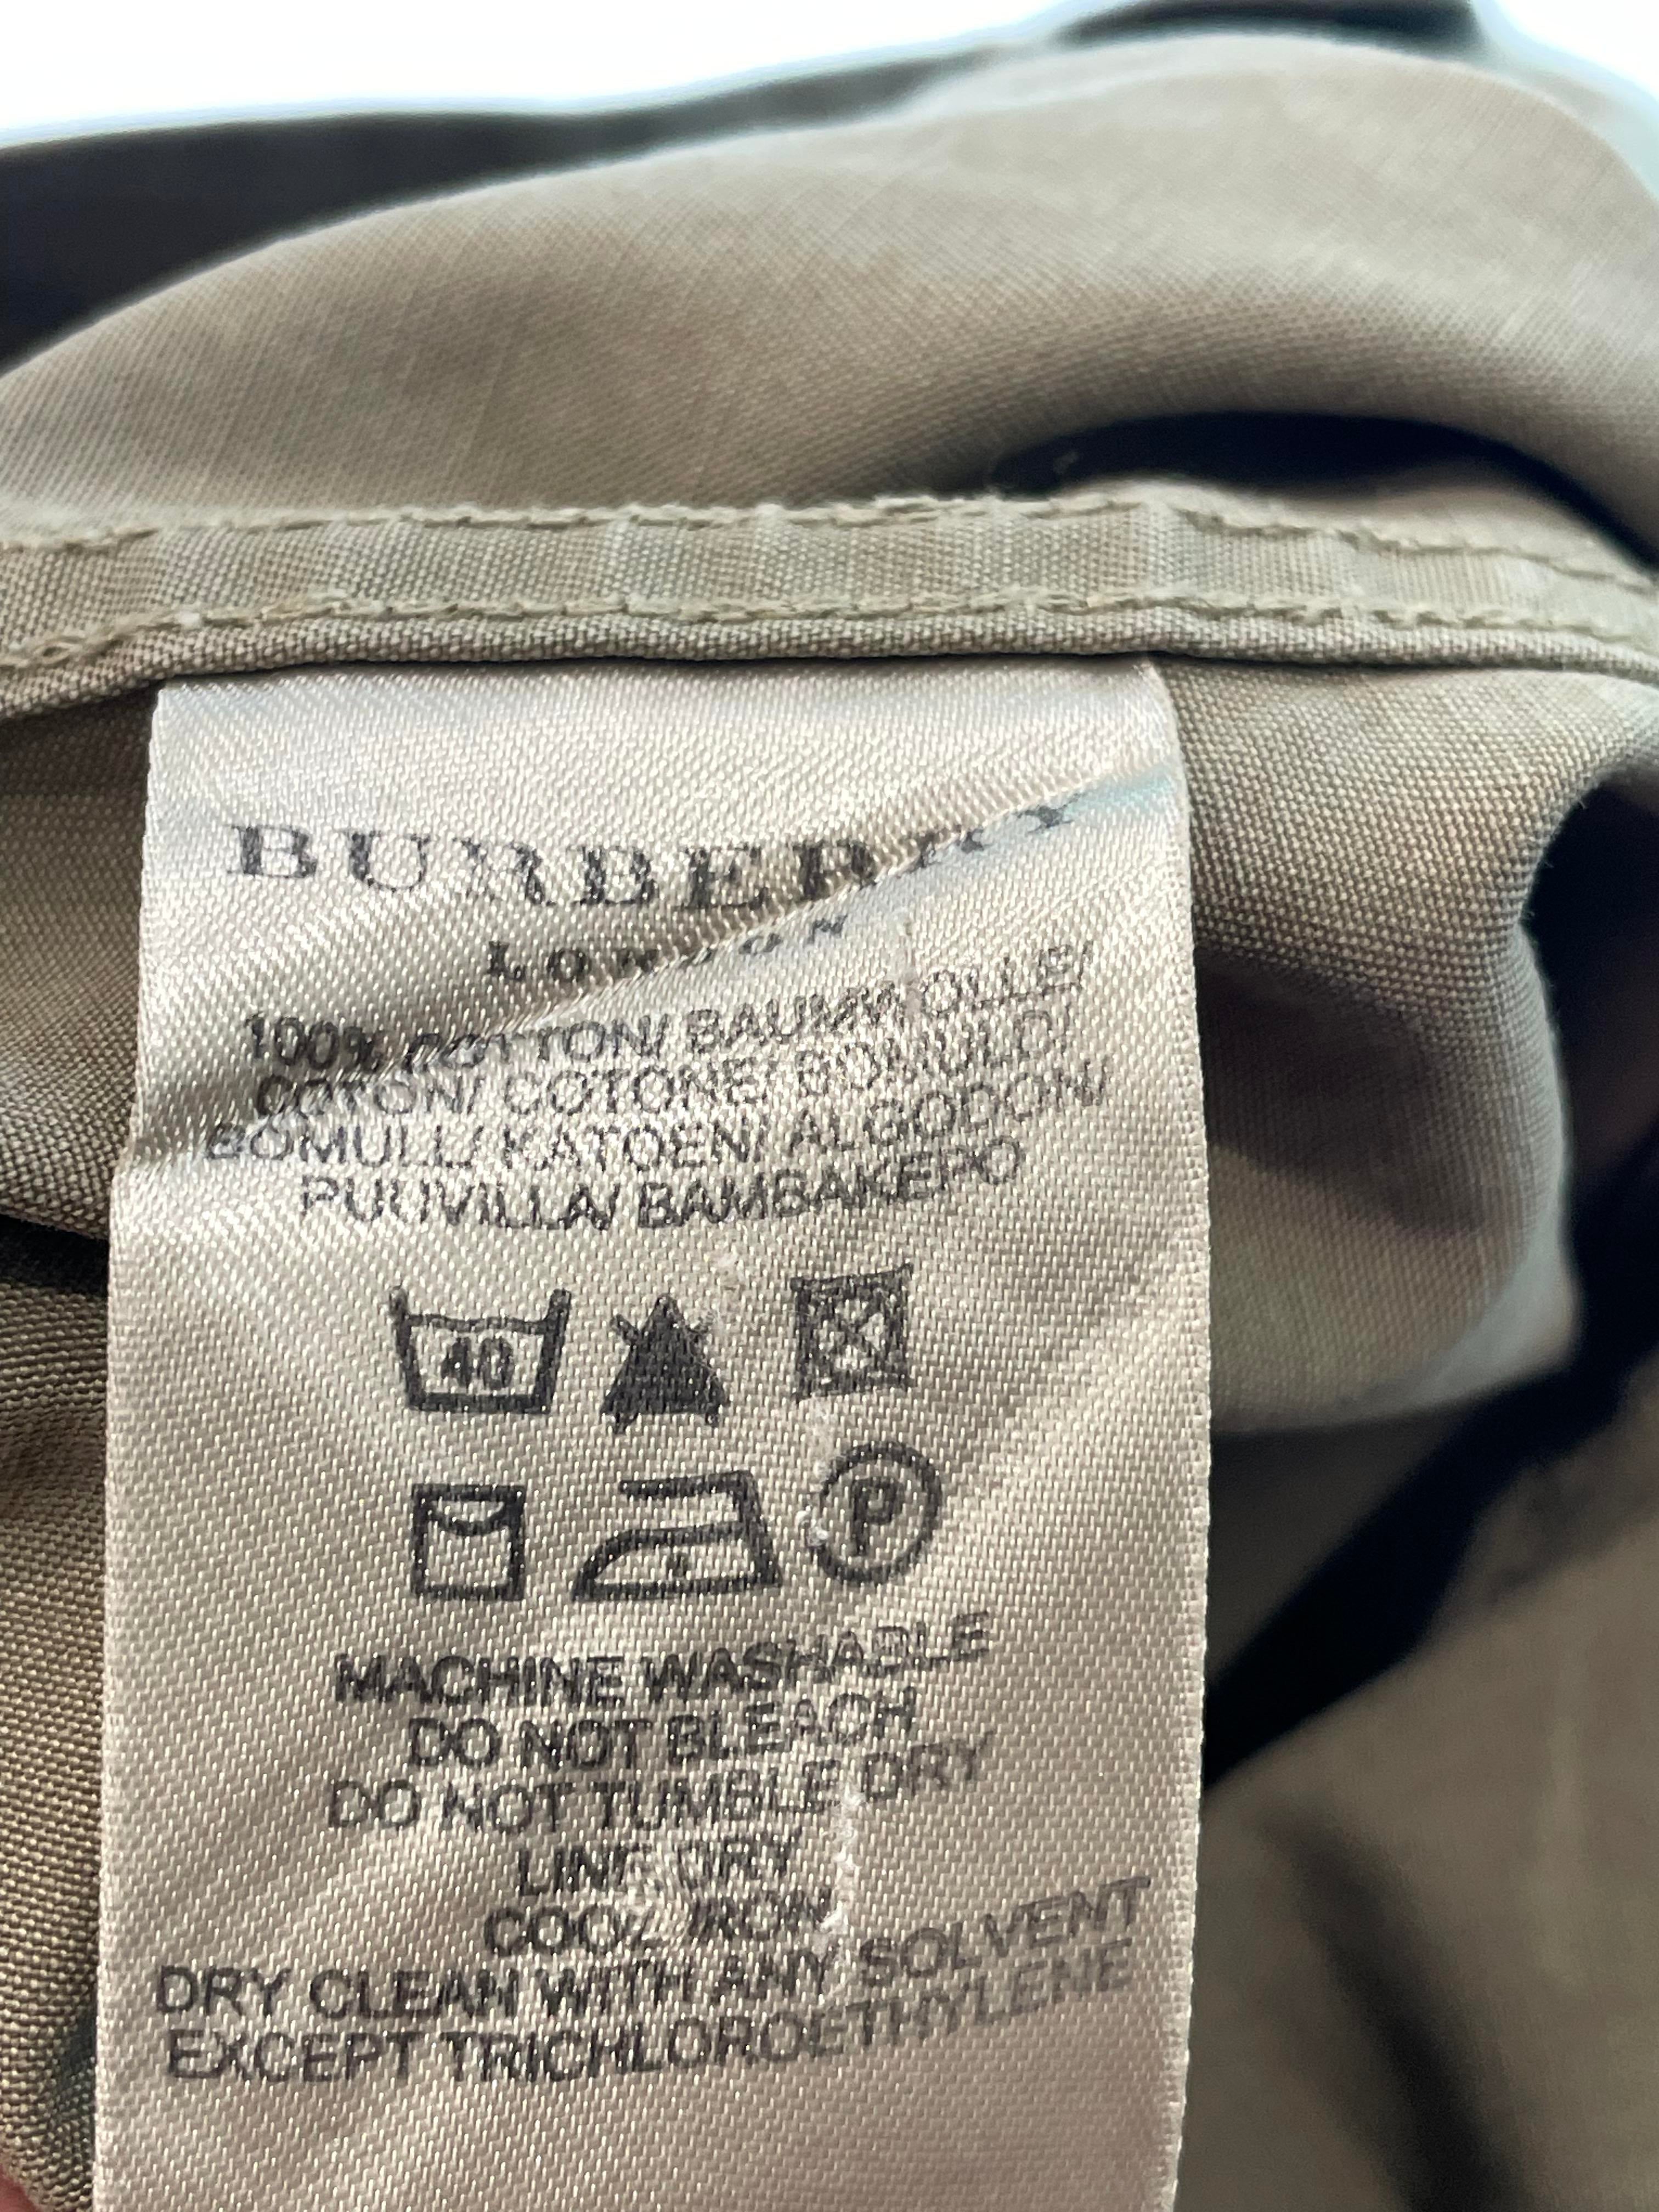 BURBERRY
LONDON
100% COTTON/ BAUMWOLLE/
COTON/ COTONE/ BOMULD/
BOMULL/ KATOEN/ ALGODON/
PUUVILLA/ BAMBAKEPO
40
P
MACHINE WASHABLE
DO NOT BLEACH
DO NOT TUMBLE DRY
LINE DRY
COOL IRON
DRY CLEAN WITH ANY SOLVENT
EXCEPT TRICHLOROETHYLENE